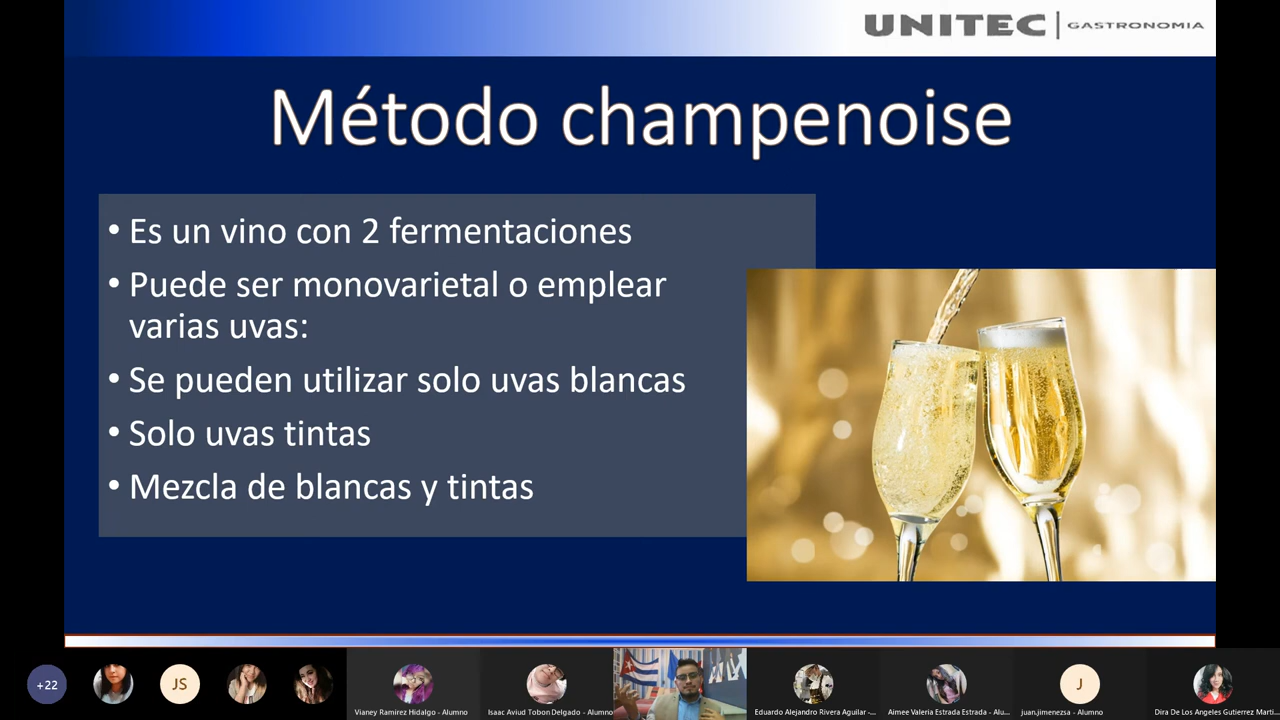 UNITEC | GASTRONOMIA
Método champenoise
• Es un vino con 2 fermentaciones
• Puede ser monovarietal o emplear
varias uvas:
• Se pueden utilizar solo uvas blancas
• Solo uvas tintas
• Mezcla de blancas y tintas
+22
JS
J
Vianey Ramirez Hidalgo - Alumno
Isaac Aviud Tobon Delgado - Alumno
Eduardo Alejandro Rivera Aguilar -...
Aimee Valeria Estrada Estrada - Alu...
juan.jimenezsa - Alumno
Dira De Los Angeles Gutierrez Marti...